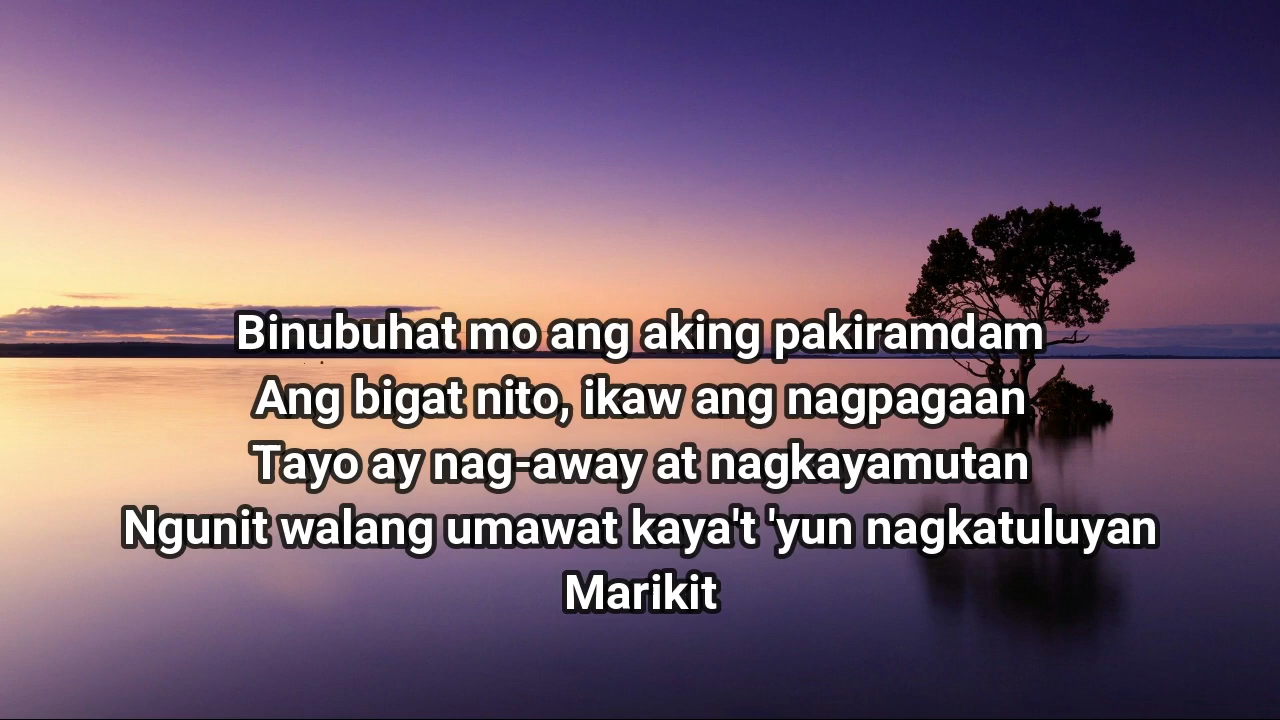 Binubuhat mo ang aking pakiramdam
Ang bigat nito, ikaw ang nagpagaan
Tayo ay nag-away at nagkayamutan
Ngunit walang umawat kaya't 'yun nagkatuluyan
Marikit